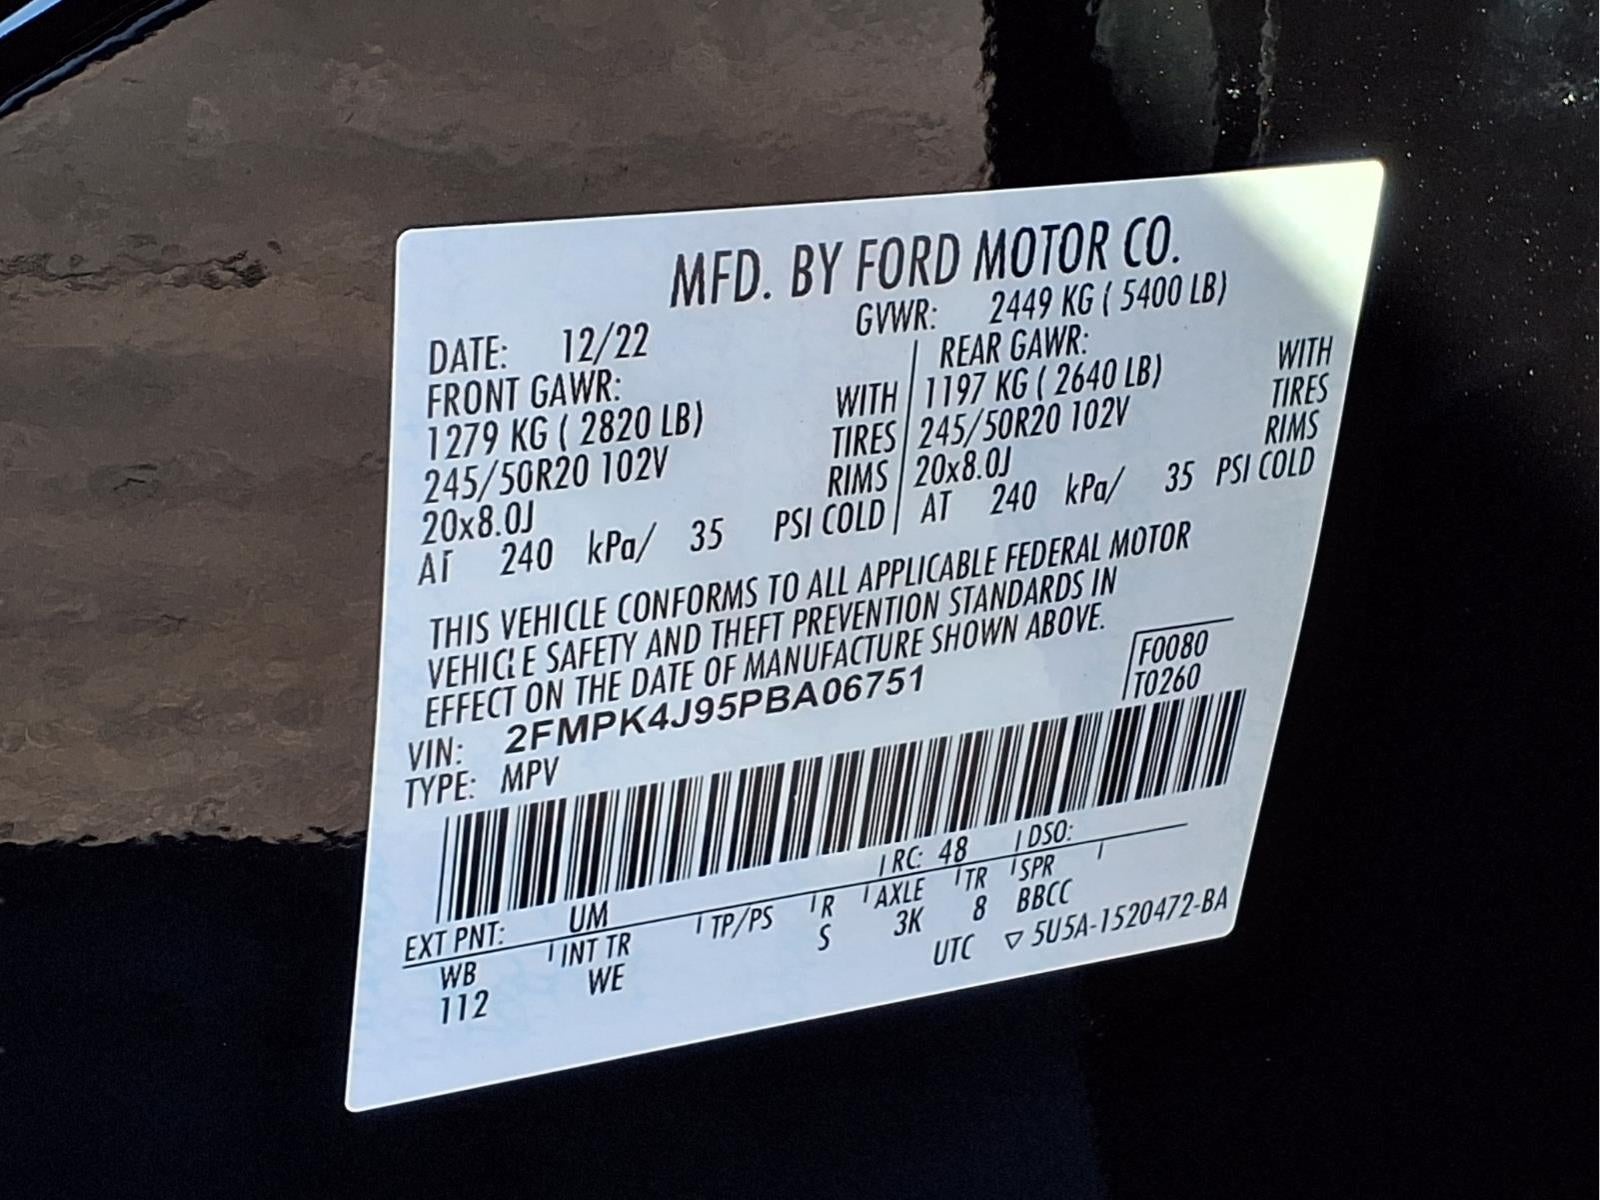 MFD. BY FORD MOTOR CO.
DATE: 12/22 GVWR: 2449 KG ( 5400 LB)
FRONT GAWR: REAR GAWR:
1279 KG ( 2820 LB) WITH 1197 KG ( 2640 LB) WITH
245/50R20 102V TIRES 245/50R20 102V TIRES
20x8.0J RIMS 20x8.0J RIMS
AT 240 kPa/ 35 PSI COLD AT 240 kPa/ 35 PSI COLD
THIS VEHICLE CONFORMS TO ALL APPLICABLE FEDERAL MOTOR
VEHICLE SAFETY AND THEFT PREVENTION STANDARDS IN
EFFECT ON THE DATE OF MANUFACTURE SHOWN ABOVE.
VIN: 2FMPK4J95PBA06751 F0080
TYPE: MPV T0260
EXT PNT: UM RC: 48 DSO:
WB INT TR TP/PS R AXLE TR SPR
112 WE S 3K 8 BBCC
UTC ▽ 5U5A-1520472-BA